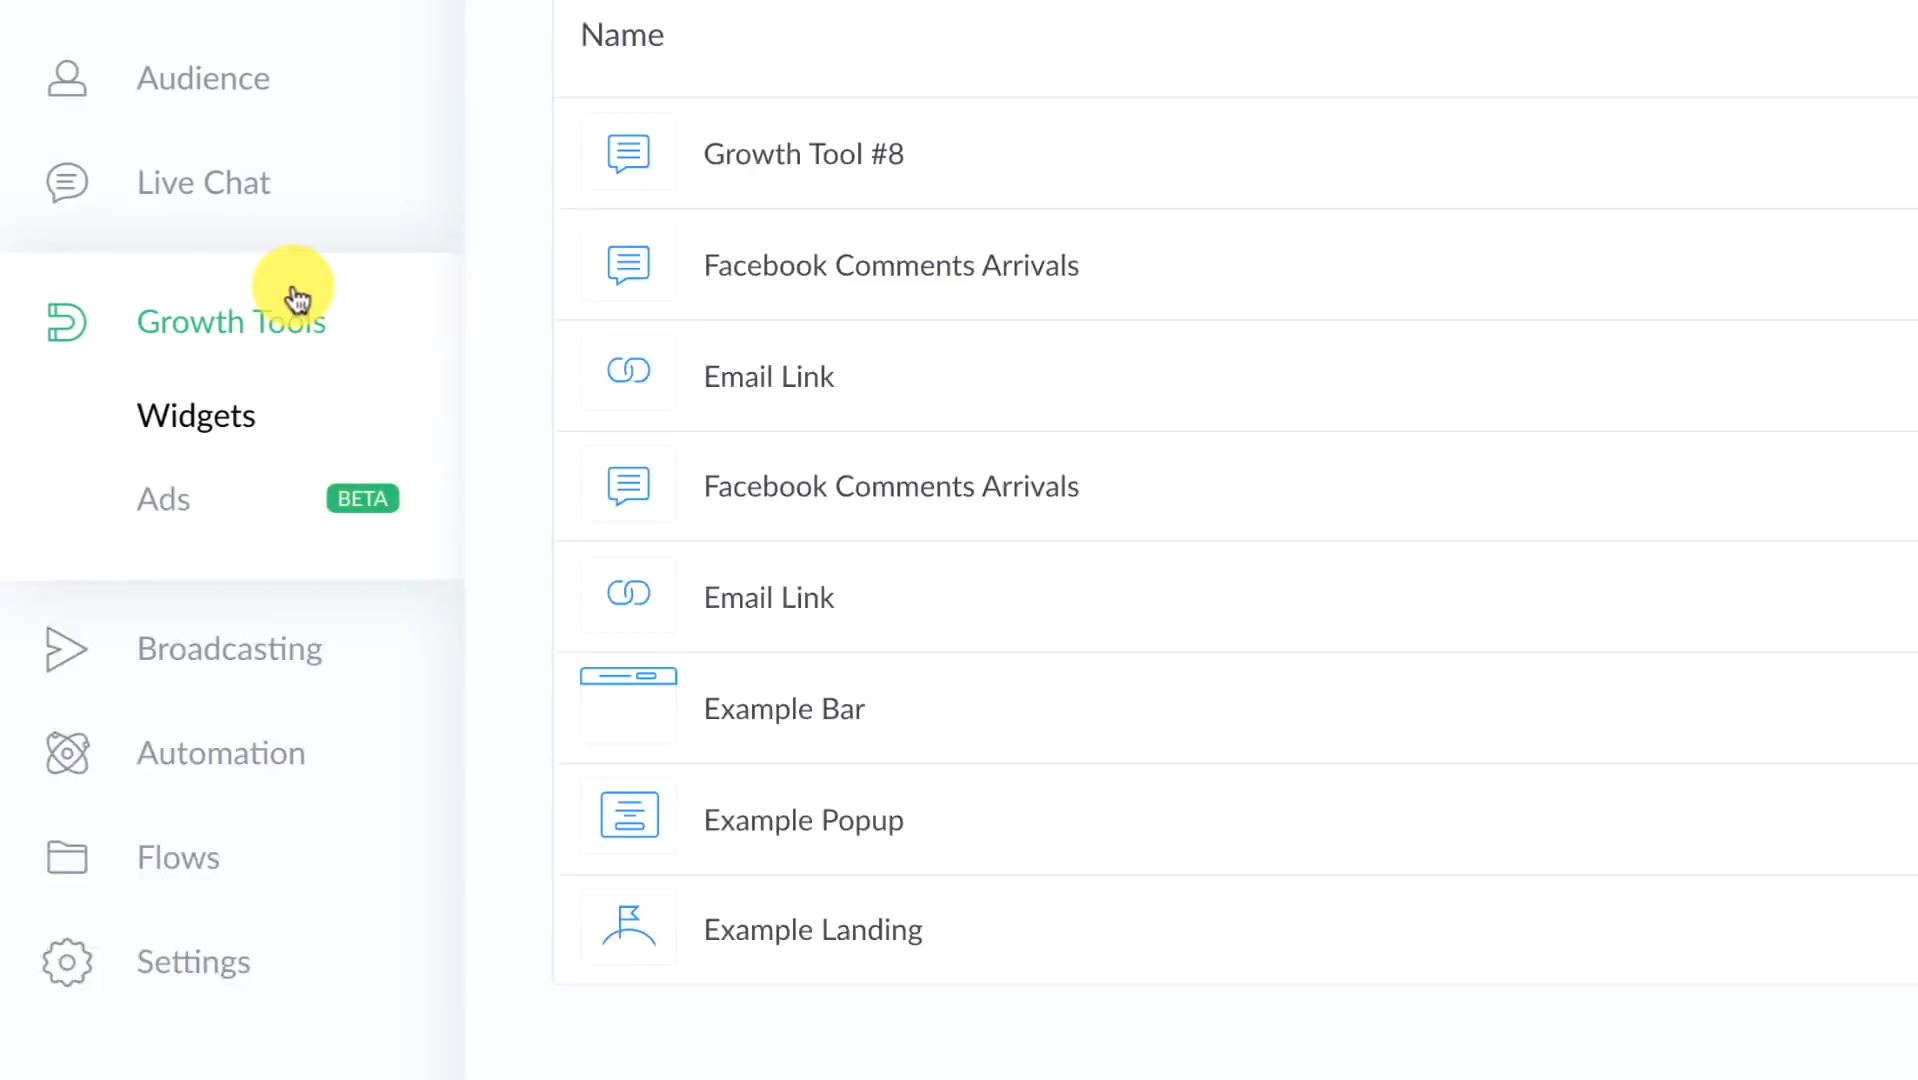 Audience
Live Chat
Growth Tools
Widgets
Ads
BETA
Broadcasting
Automation
Flows
Settings
Name
Growth Tool #8
Facebook Comments Arrivals
Email Link
Facebook Comments Arrivals
Email Link
Example Bar
Example Popup
Example Landing